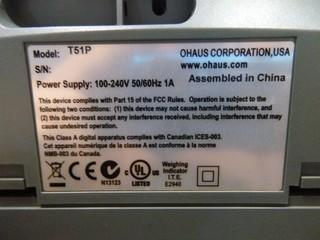 Model: T51P
OHAUS CORPORATION,USA
S/N:
www.ohaus.com
Power Supply: 100-240V 50/60Hz 1A
Assembled in China
This device complies with Part 15 of the FCC Rules. Operation is subject to the following
two conditions: (1) this device may not cause harmful interference, and
(2) this device must accept any interference received, including interference that may
cause undesired operation.
This Class A digital apparatus complies with Canadian ICES-003.
Cet appareil numérique de la classe A est conforme à la norme
NMB-003 du Canada.
CE
N13123
C UL US
LISTED
Weighing
Indicator
I.T.E.
E2940